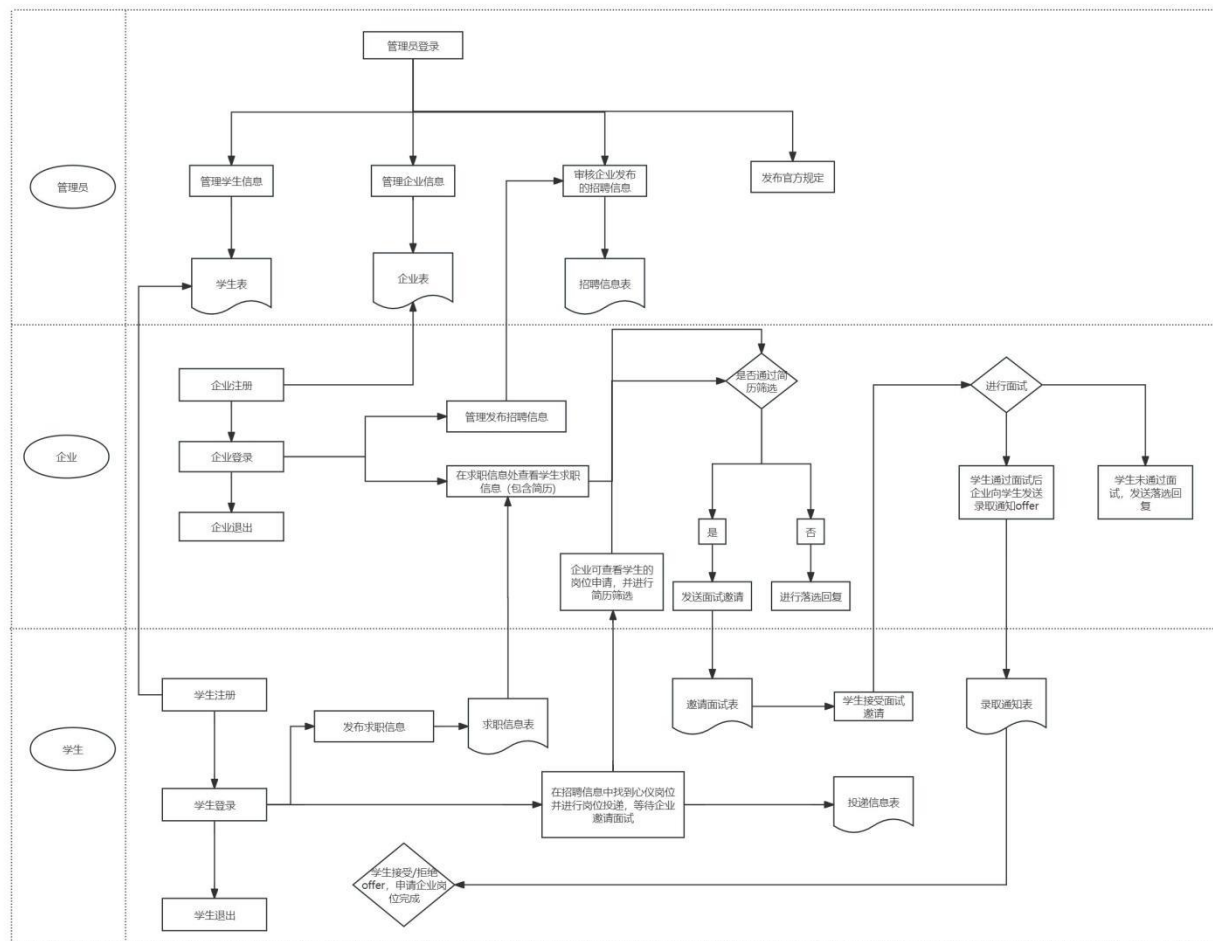 管理员登录
管理员
管理学生信息
管理企业信息
审核企业发布
的招聘信息
发布官方规定
学生表
企业表
招聘信息表
企业
企业注册
企业登录
企业退出
管理发布招聘信息
在求职信息处查看学生求职
信息（包含简历）
是否通过简
历筛选
进行面试
学生通过面试后
企业向学生发送
录取通知offer
学生未通过面
试，发送落选回
复
是
否
企业可查看学生的
岗位申请，并进行
简历筛选
发送面试邀请
进行落选回复
学生
学生注册
学生登录
学生退出
发布求职信息
求职信息表
邀请面试表
学生接受面试
邀请
录取通知表
在招聘信息中找到心仪岗位
并进行岗位投递，等待企业
邀请面试
投递信息表
学生接受/拒绝
offer，申请企业岗
位完成